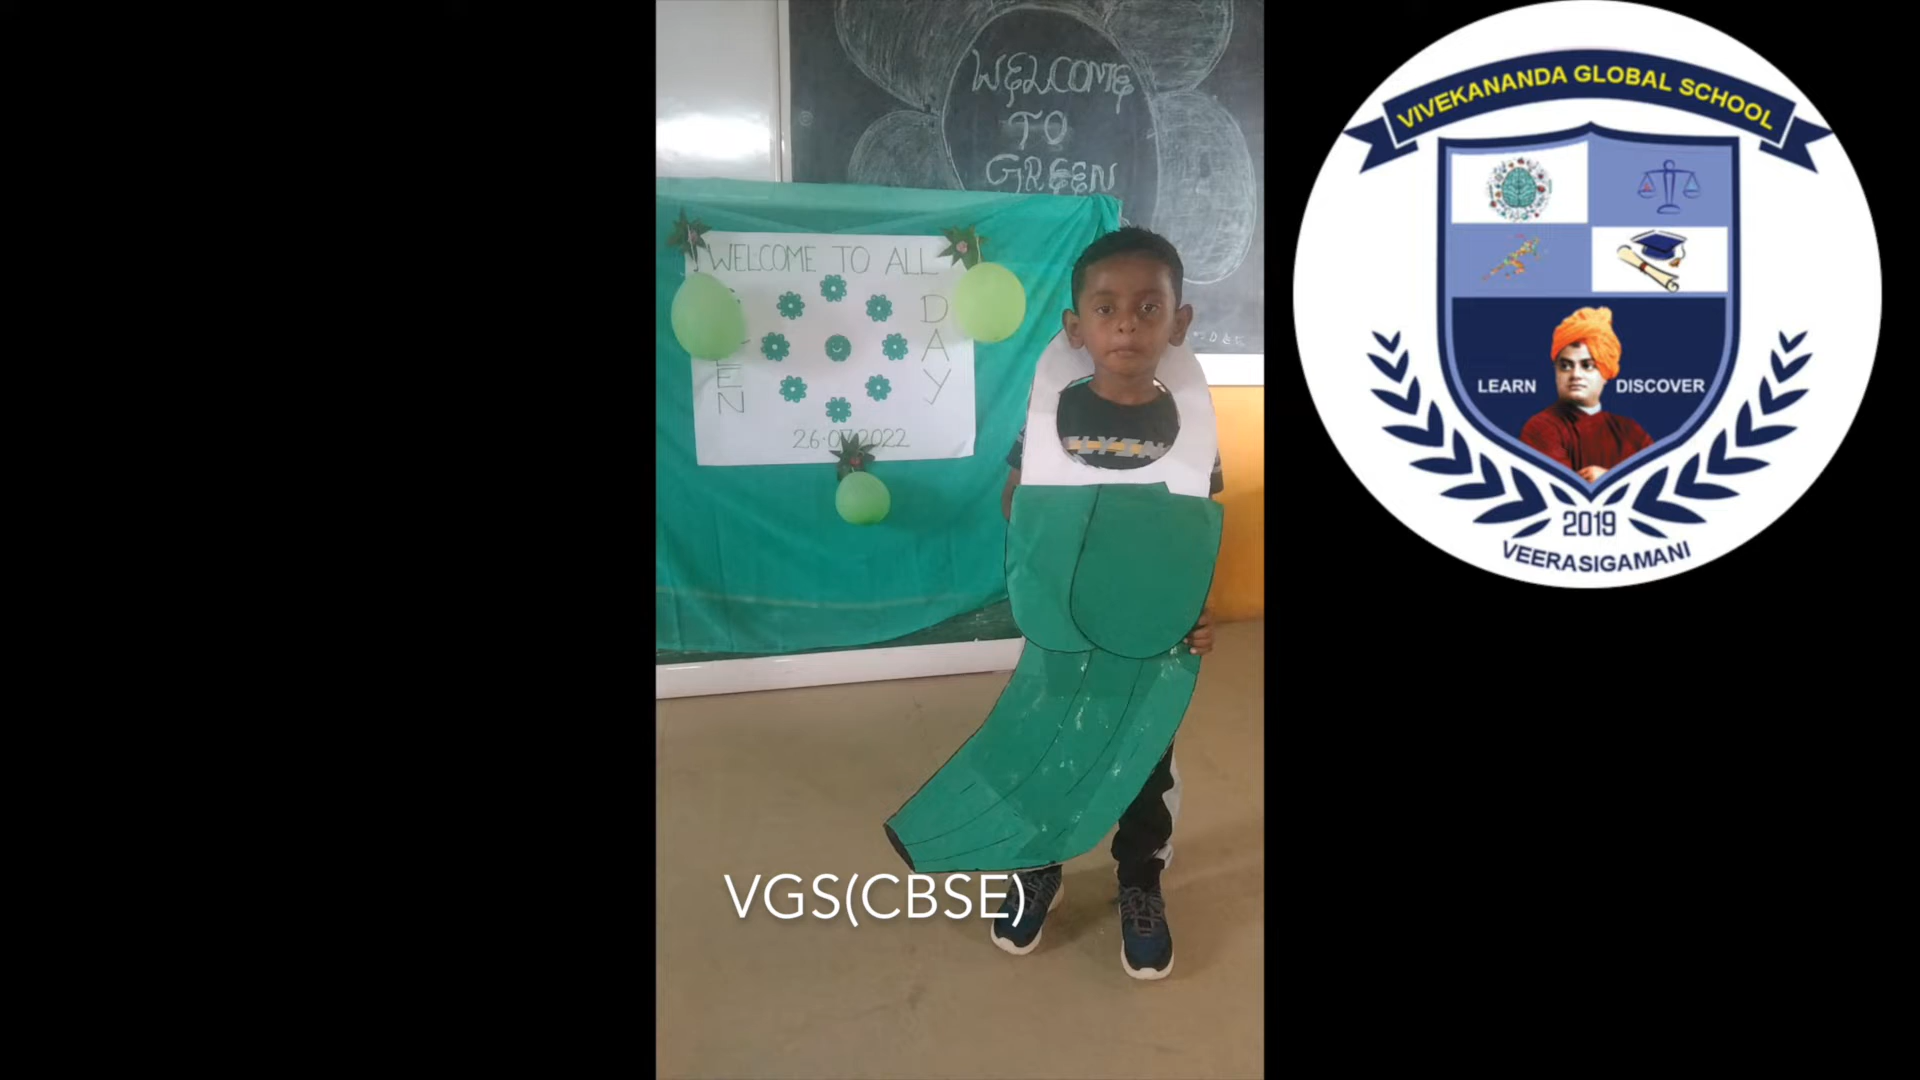 WELCOME
TO
GREEN
WELCOME TO ALL
EN
DAY
26.07.2022
VGS(CBSE)
VIVEKANANDA GLOBAL SCHOOL
LEARN DISCOVER
2019
VEERASIGAMANI